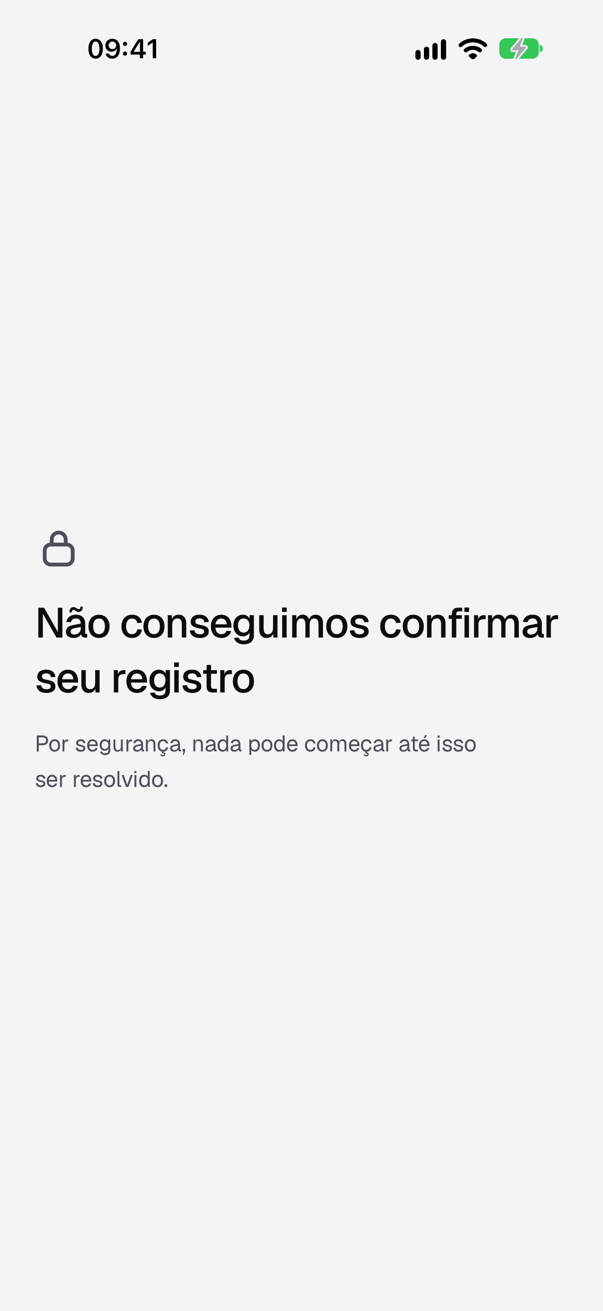 09:41
Não conseguimos confirmar
seu registro
Por segurança, nada pode começar até isso
ser resolvido.